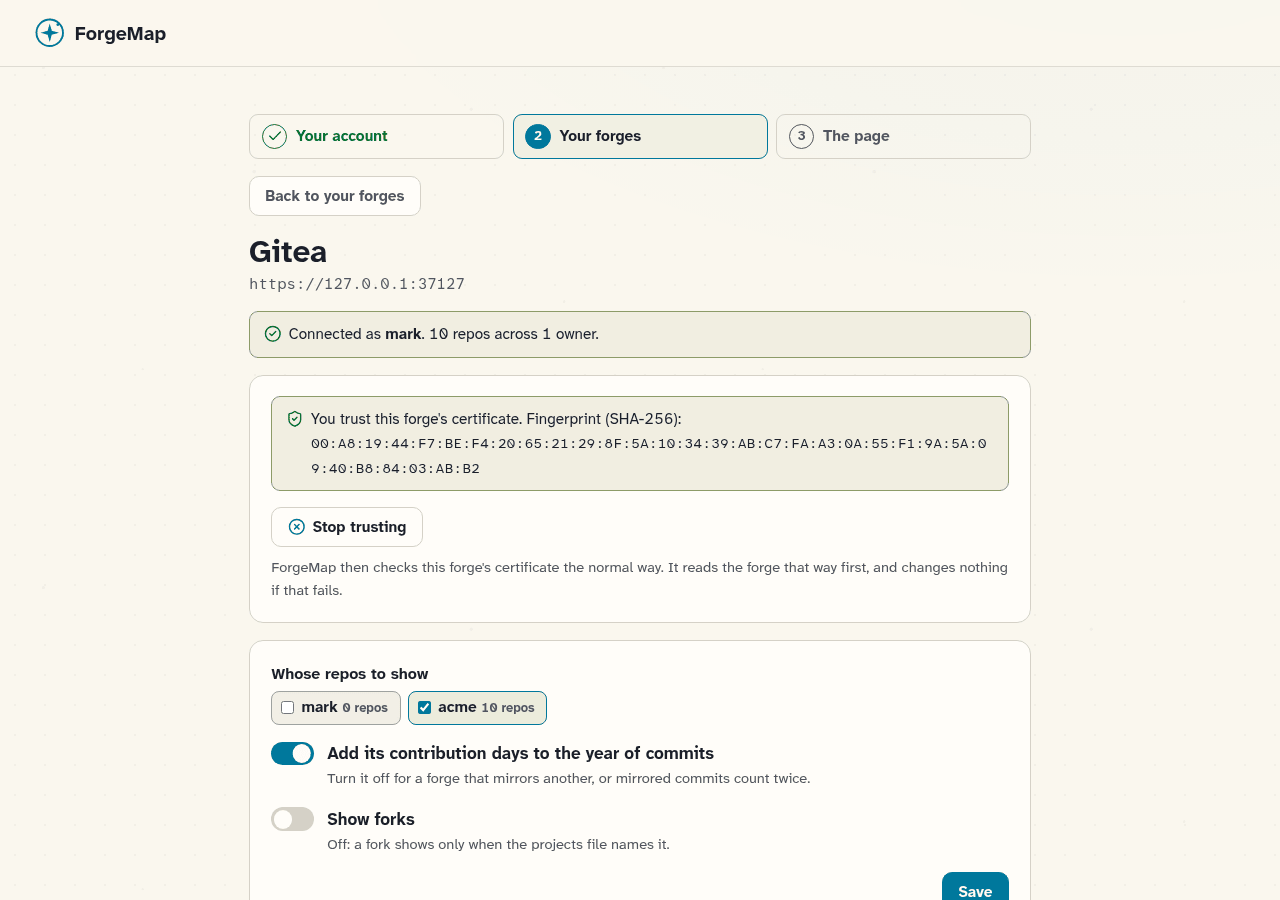 ForgeMap
Your account
2 Your forges
3 The page
Back to your forges
Gitea
https://127.0.0.1:37127
Connected as mark. 10 repos across 1 owner.
You trust this forge's certificate. Fingerprint (SHA-256):
00:A8:19:44:F7:BE:F4:20:65:21:29:8F:5A:10:34:39:AB:C7:FA:A3:0A:55:F1:9A:5A:0
9:40:B8:84:03:AB:B2
Stop trusting
ForgeMap then checks this forge's certificate the normal way. It reads the forge that way first, and changes nothing
if that fails.
Whose repos to show
mark 0 repos
acme 10 repos
Add its contribution days to the year of commits
Turn it off for a forge that mirrors another, or mirrored commits count twice.
Show forks
Off: a fork shows only when the projects file names it.
Save